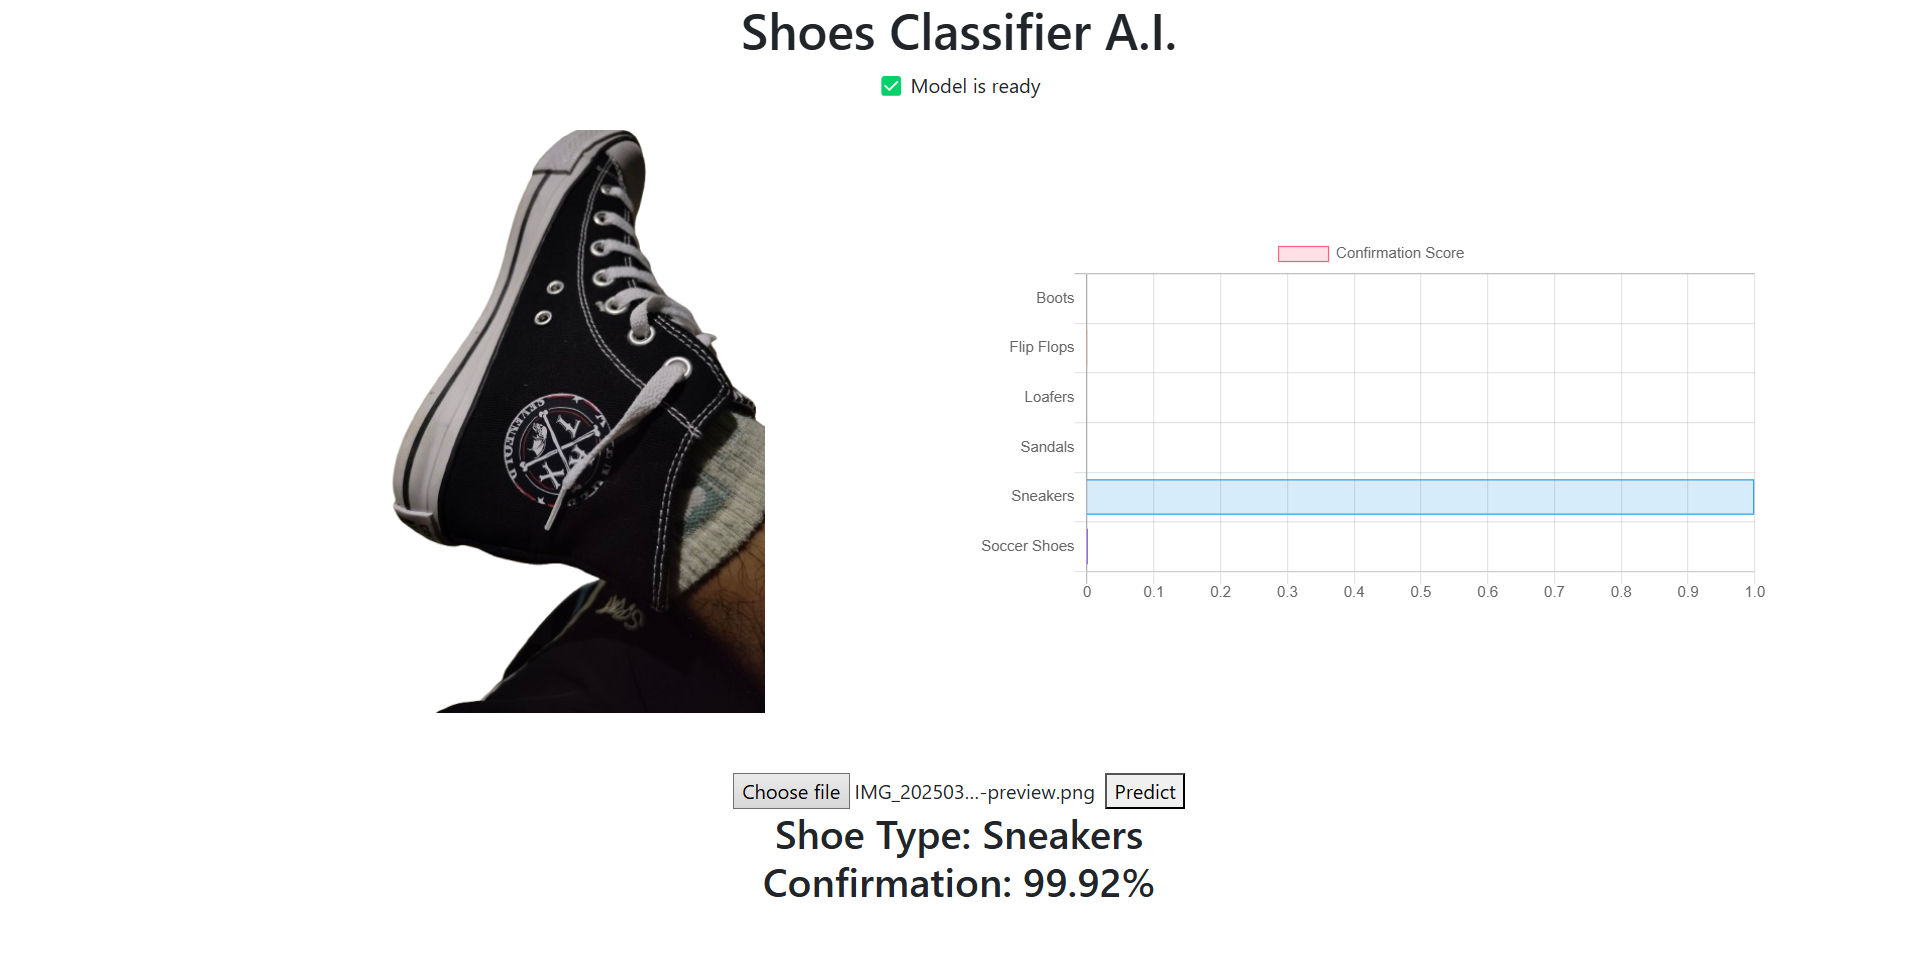 Shoes Classifier A.I.
Model is ready
SEVENFOLD
Confirmation Score
Boots
Flip Flops
Loafers
Sandals
Sneakers
Soccer Shoes
0 0.1 0.2 0.3 0.4 0.5 0.6 0.7 0.8 0.9 1.0
Choose file IMG_202503...-preview.png Predict
Shoe Type: Sneakers
Confirmation: 99.92%